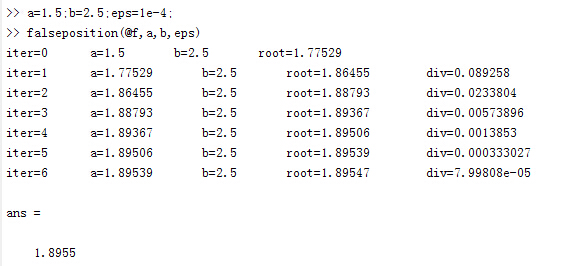 >> a=1.5;b=2.5;eps=1e-4;
>> falseposition(@f,a,b,eps)
iter=0 a=1.5 b=2.5 root=1.77529
iter=1 a=1.77529 b=2.5 root=1.86455 div=0.089258
iter=2 a=1.86455 b=2.5 root=1.88793 div=0.0233804
iter=3 a=1.88793 b=2.5 root=1.89367 div=0.00573896
iter=4 a=1.89367 b=2.5 root=1.89506 div=0.0013853
iter=5 a=1.89506 b=2.5 root=1.89539 div=0.000333027
iter=6 a=1.89539 b=2.5 root=1.89547 div=7.99808e-05
ans =
1.8955